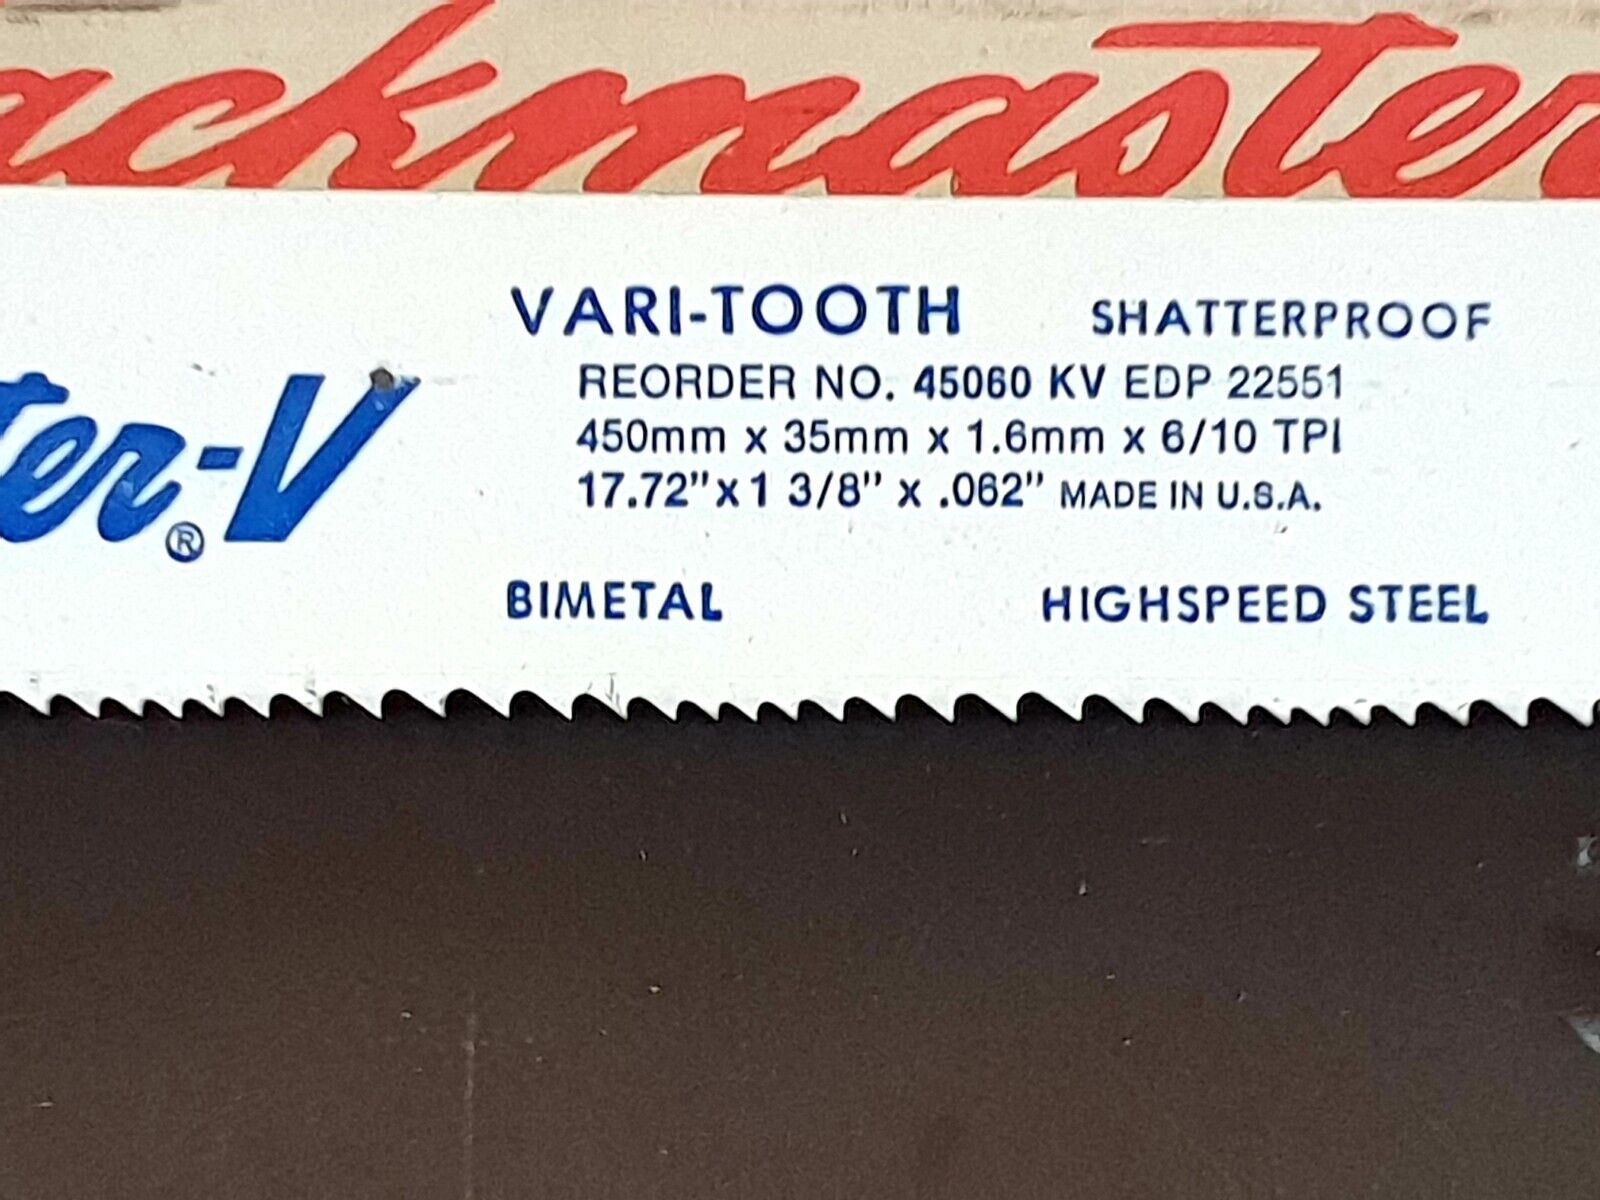 ackmaster
ter-V®
VARI-TOOTH SHATTERPROOF
REORDER NO. 45060 KV EDP 22551
450mm x 35mm x 1.6mm x 6/10 TPI
17.72" x 1 3/8" x .062" MADE IN U.S.A.
BIMETAL HIGHSPEED STEEL